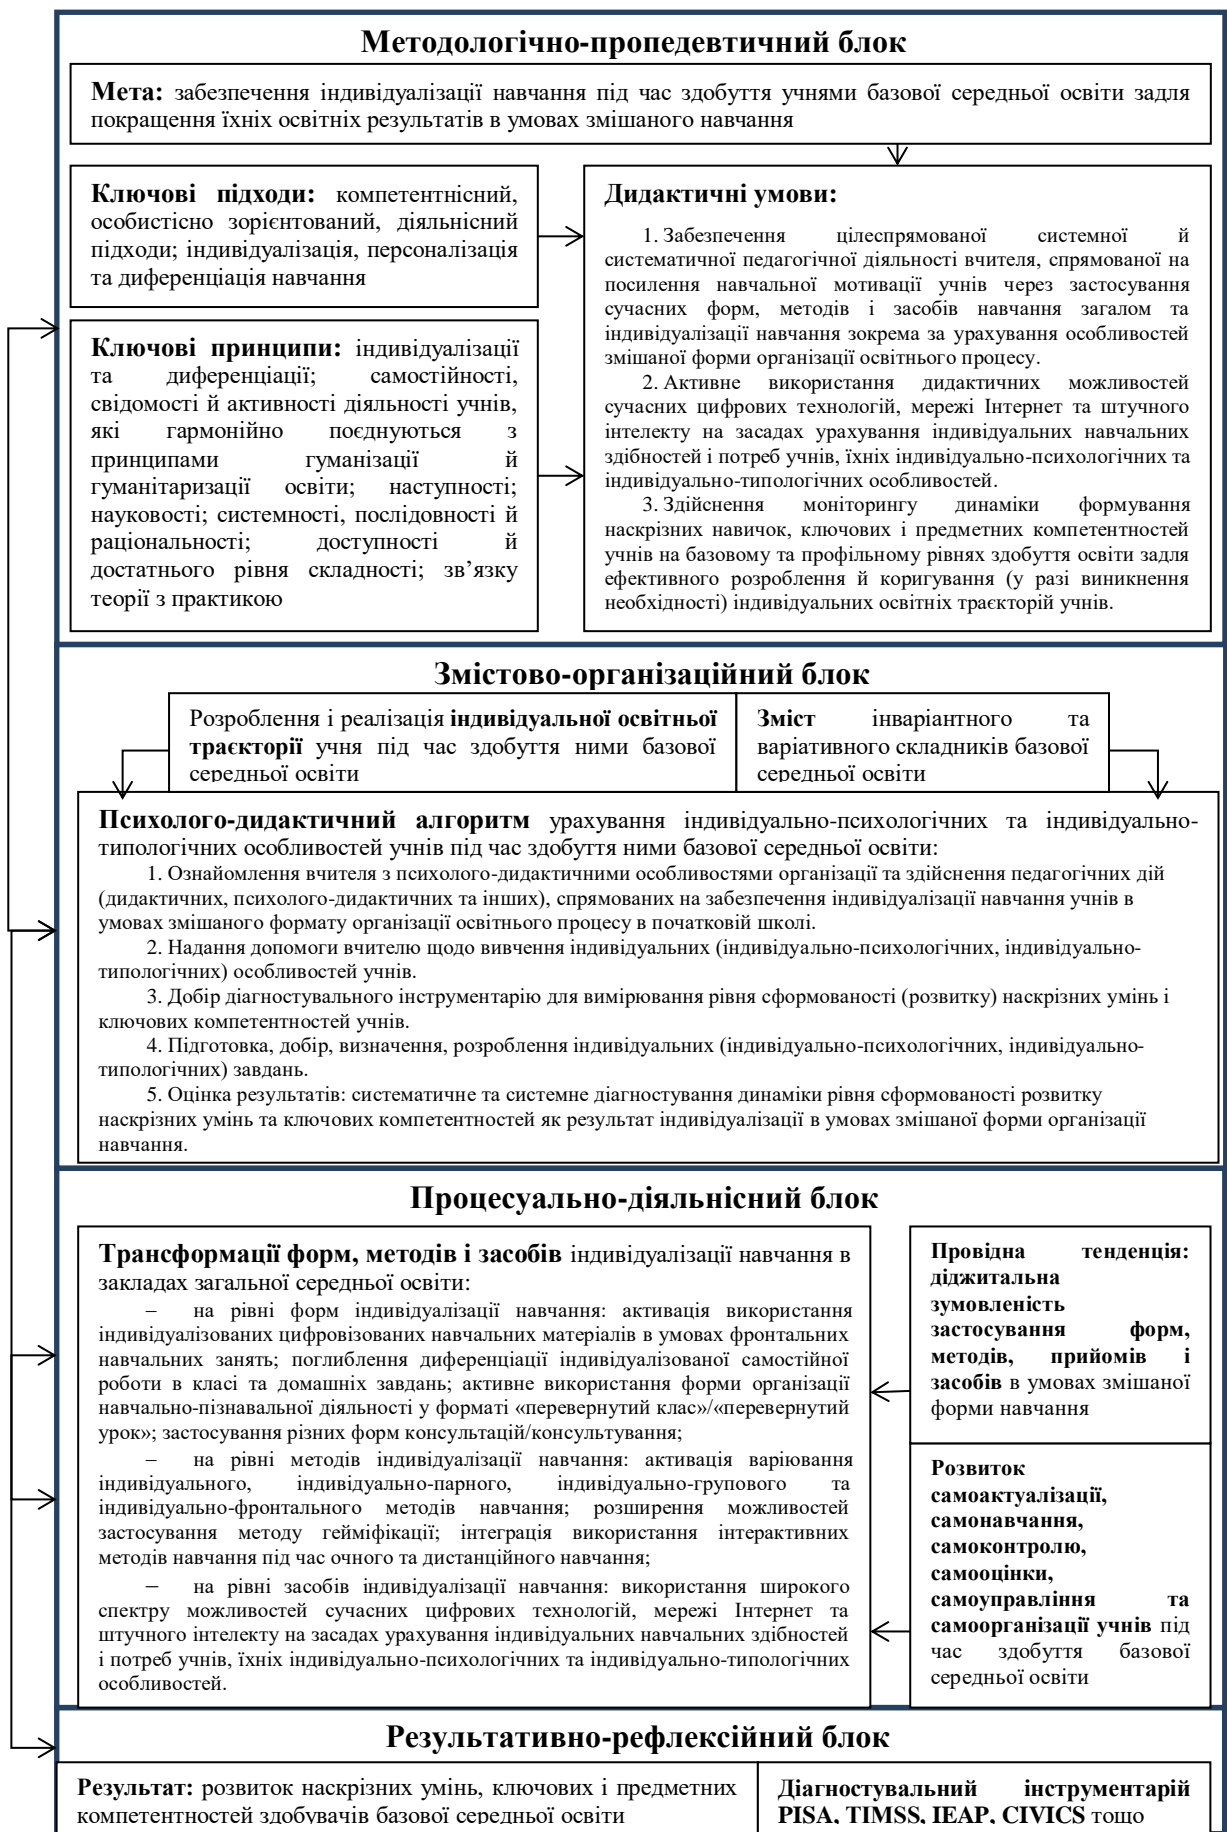 Методологічно-пропедевтичний блок
Мета: забезпечення індивідуалізації навчання під час здобуття учнями базової середньої освіти задля
покращення їхніх освітніх результатів в умовах змішаного навчання
Ключові підходи: компетентнісний,
особистісно зорієнтований, діяльнісний
підходи; індивідуалізація, персоналізація
та диференціація навчання
Ключові принципи: індивідуалізації
та диференціації; самостійності,
свідомості й активності діяльності учнів,
які гармонійно поєднуються з
принципами гуманізації й
гуманітаризації освіти; наступності;
науковості; системності, послідовності й
раціональності; доступності й
достатнього рівня складності; зв’язку
теорії з практикою
Дидактичні умови:
1. Забезпечення цілеспрямованої системної й
систематичної педагогічної діяльності вчителя, спрямованої на
посилення навчальної мотивації учнів через застосування
сучасних форм, методів і засобів навчання загалом та
індивідуалізації навчання зокрема за урахування особливостей
змішаної форми організації освітнього процесу.
2. Активне використання дидактичних можливостей
сучасних цифрових технологій, мережі Інтернет та штучного
інтелекту на засадах урахування індивідуальних навчальних
здібностей і потреб учнів, їхніх індивідуально-психологічних та
індивідуально-типологічних особливостей.
3. Здійснення моніторингу динаміки формування
наскрізних навичок, ключових і предметних компетентностей
учнів на базовому та профільному рівнях здобуття освіти задля
ефективного розроблення й коригування (у разі виникнення
необхідності) індивідуальних освітніх траєкторій учнів.
Змістово-організаційний блок
Розроблення і реалізація індивідуальної освітньої
траєкторії учня під час здобуття ними базової
середньої освіти
Зміст інваріантного та
варіативного складників базової
середньої освіти
Психолого-дидактичний алгоритм урахування індивідуально-психологічних та індивідуально-
типологічних особливостей учнів під час здобуття ними базової середньої освіти:
1. Ознайомлення вчителя з психолого-дидактичними особливостями організації та здійснення педагогічних дій
(дидактичних, психолого-дидактичних та інших), спрямованих на забезпечення індивідуалізації навчання учнів в
умовах змішаного формату організації освітнього процесу в початковій школі.
2. Надання допомоги вчителю щодо вивчення індивідуальних (індивідуально-психологічних, індивідуально-
типологічних) особливостей учнів.
3. Добір діагностувального інструментарію для вимірювання рівня сформованості (розвитку) наскрізних умінь і
ключових компетентностей учнів.
4. Підготовка, добір, визначення, розроблення індивідуальних (індивідуально-психологічних, індивідуально-
типологічних) завдань.
5. Оцінка результатів: систематичне та системне діагностування динаміки рівня сформованості розвитку
наскрізних умінь та ключових компетентностей як результат індивідуалізації в умовах змішаної форми організації
навчання.
Процесуально-діяльнісний блок
Трансформації форм, методів і засобів індивідуалізації навчання в
закладах загальної середньої освіти:
– на рівні форм індивідуалізації навчання: активація використання
індивідуалізованих цифровізованих навчальних матеріалів в умовах фронтальних
навчальних занять; поглиблення диференціації індивідуалізованої самостійної
роботи в класі та домашніх завдань; активне використання форми організації
навчально-пізнавальної діяльності у форматі «перевернутий клас»/«перевернутий
урок»; застосування різних форм консультацій/консультування;
– на рівні методів індивідуалізації навчання: активація варіювання
індивідуального, індивідуально-парного, індивідуально-групового та
індивідуально-фронтального методів навчання; розширення можливостей
застосування методу гейміфікації; інтеграція використання інтерактивних
методів навчання під час очного та дистанційного навчання;
– на рівні засобів індивідуалізації навчання: використання широкого
спектру можливостей сучасних цифрових технологій, мережі Інтернет та
штучного інтелекту на засадах урахування індивідуальних навчальних здібностей
і потреб учнів, їхніх індивідуально-психологічних та індивідуально-типологічних
особливостей.
Провідна тенденція:
діджитальна
зумовленість
застосування форм,
методів, прийомів і
засобів в умовах змішаної
форми навчання
Розвиток
самоактуалізації,
самонавчання,
самоконтролю,
самооцінки,
самоуправління та
самоорганізації учнів під
час здобуття базової
середньої освіти
Результативно-рефлексійний блок
Результат: розвиток наскрізних умінь, ключових і предметних
компетентностей здобувачів базової середньої освіти
Діагностувальний інструментарій
PISA, TIMSS, IEAP, CIVICS тощо